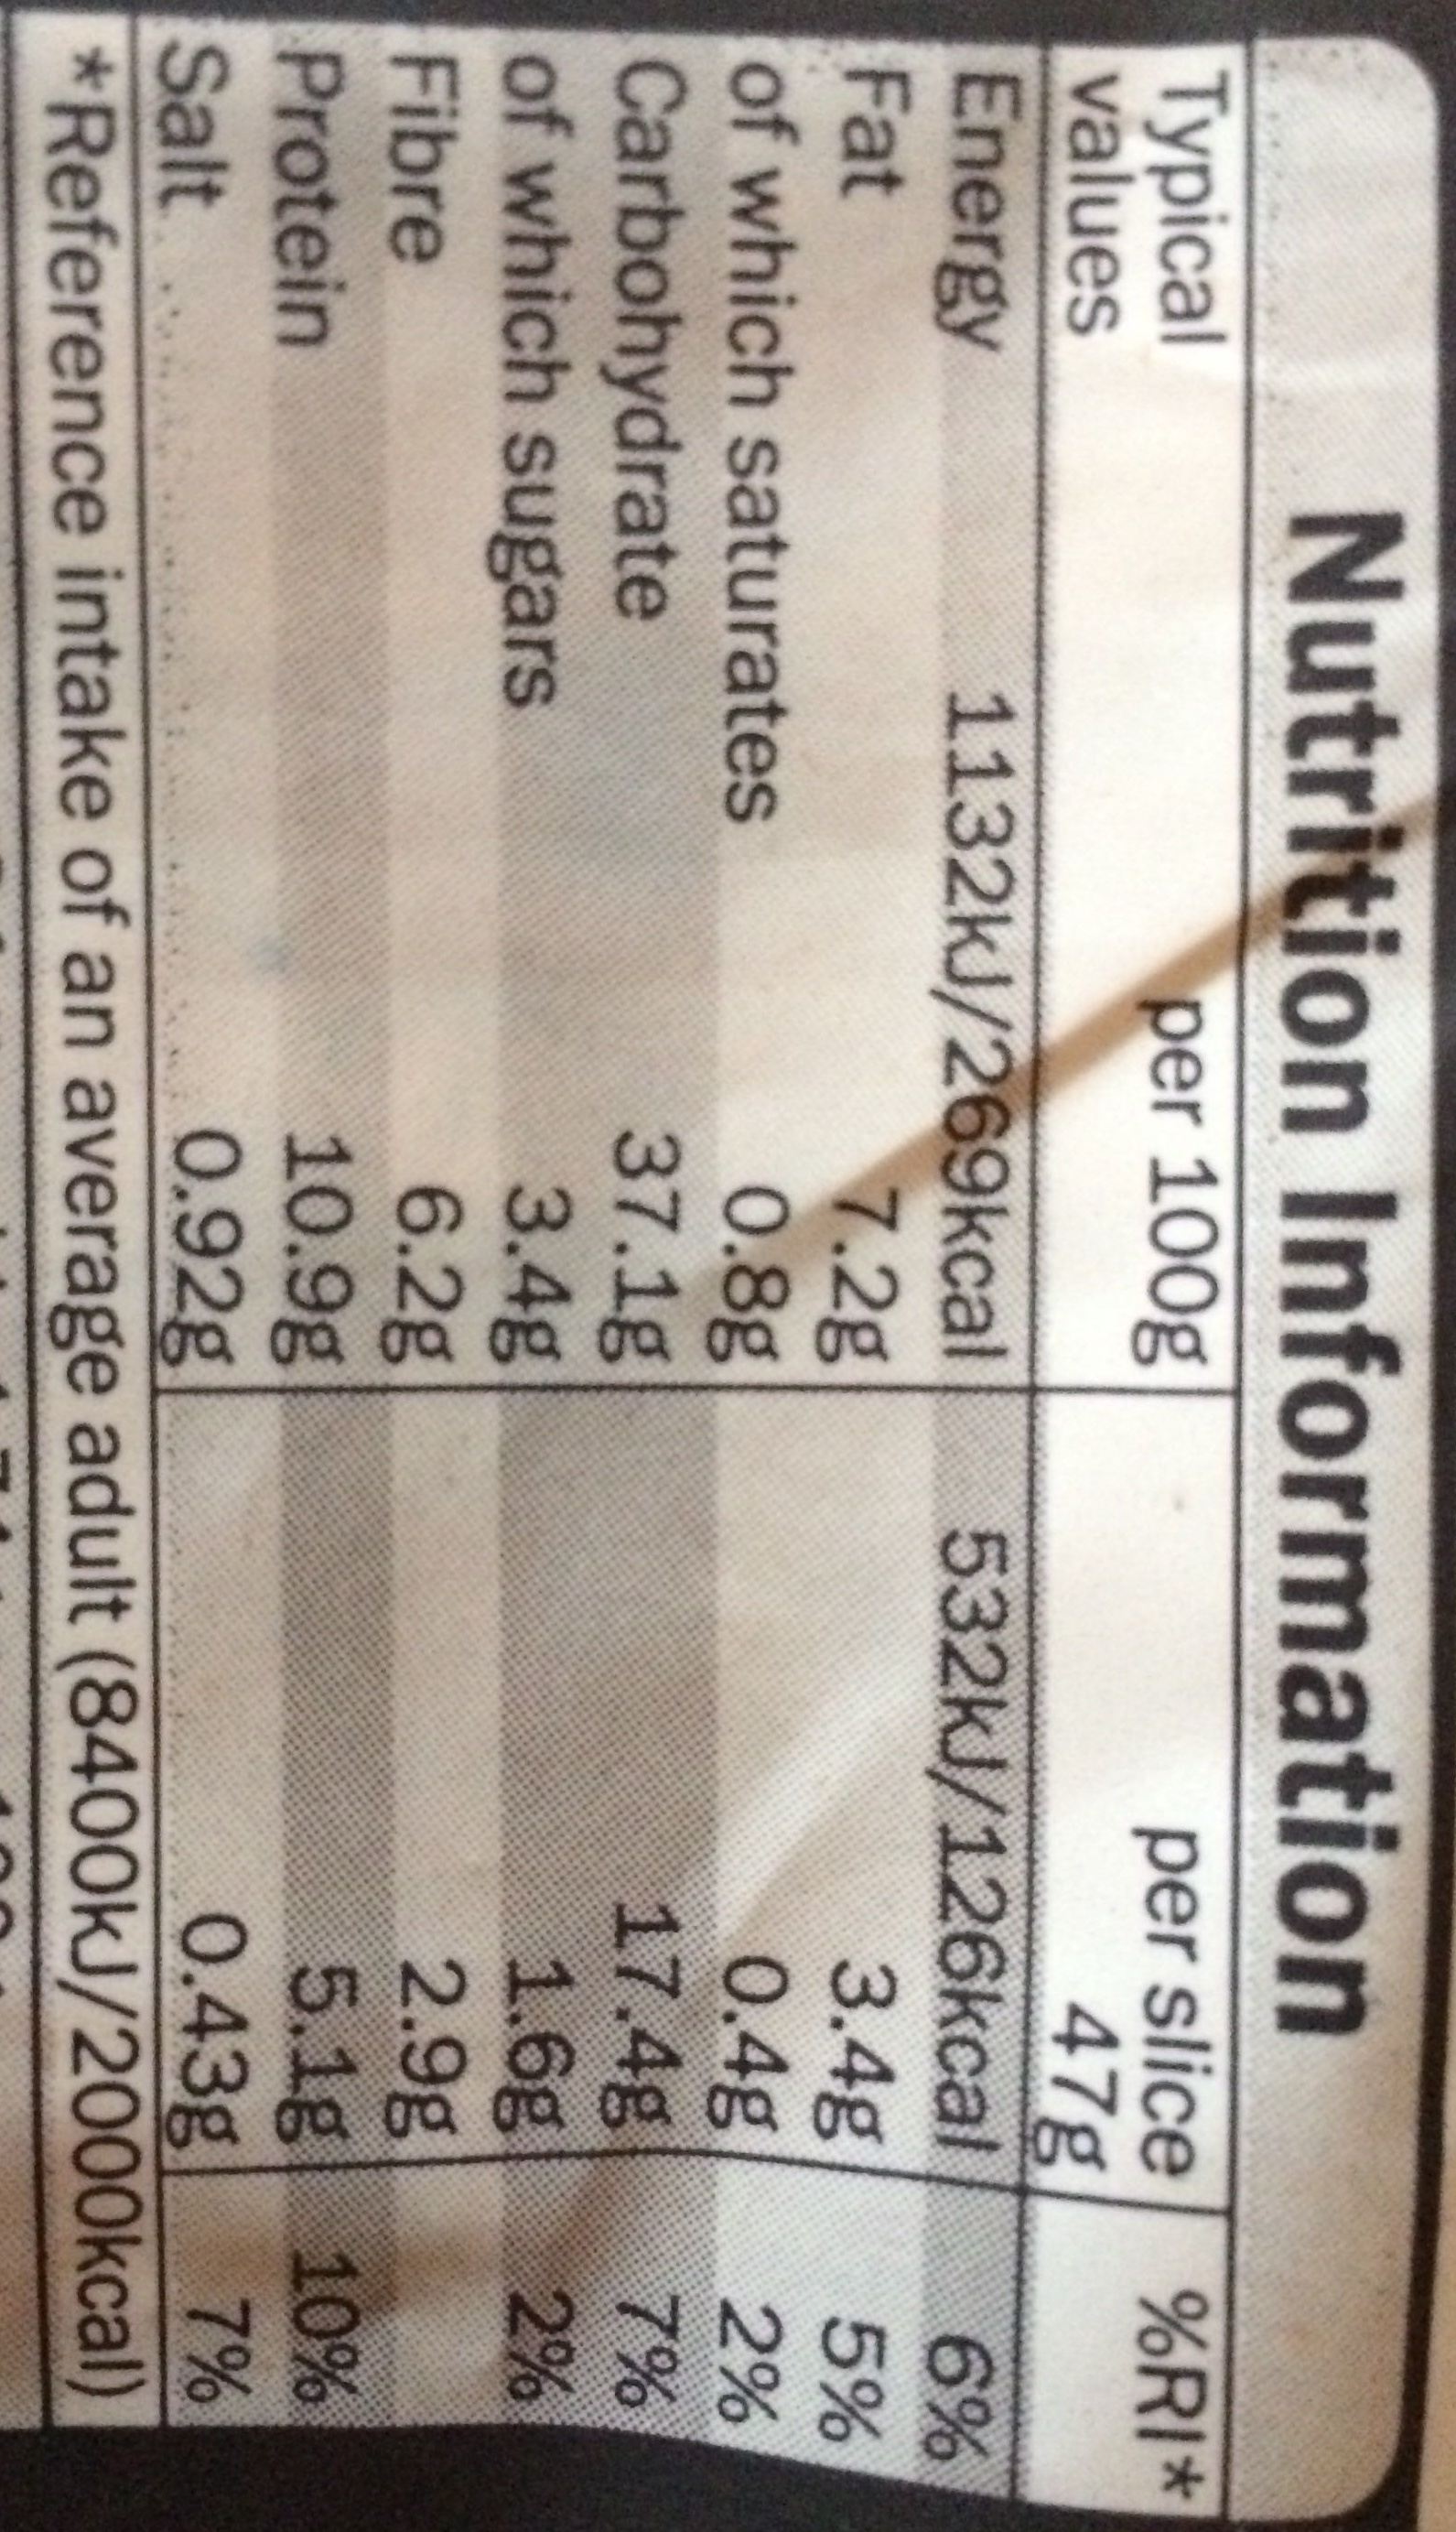 Nutrition Information
Typical values per 100g per slice 47g %RI*
Energy 1132kJ/269kcal 532kJ/126kcal 6%
Fat 7.2g 3.4g 5%
of which saturates 0.8g 0.4g 2%
Carbohydrate 37.1g 17.4g 7%
of which sugars 3.4g 1.6g 2%
Fibre 6.2g 2.9g
Protein 10.9g 5.1g 10%
Salt 0.92g 0.43g 7%
*Reference intake of an average adult (8400kJ/2000kcal)